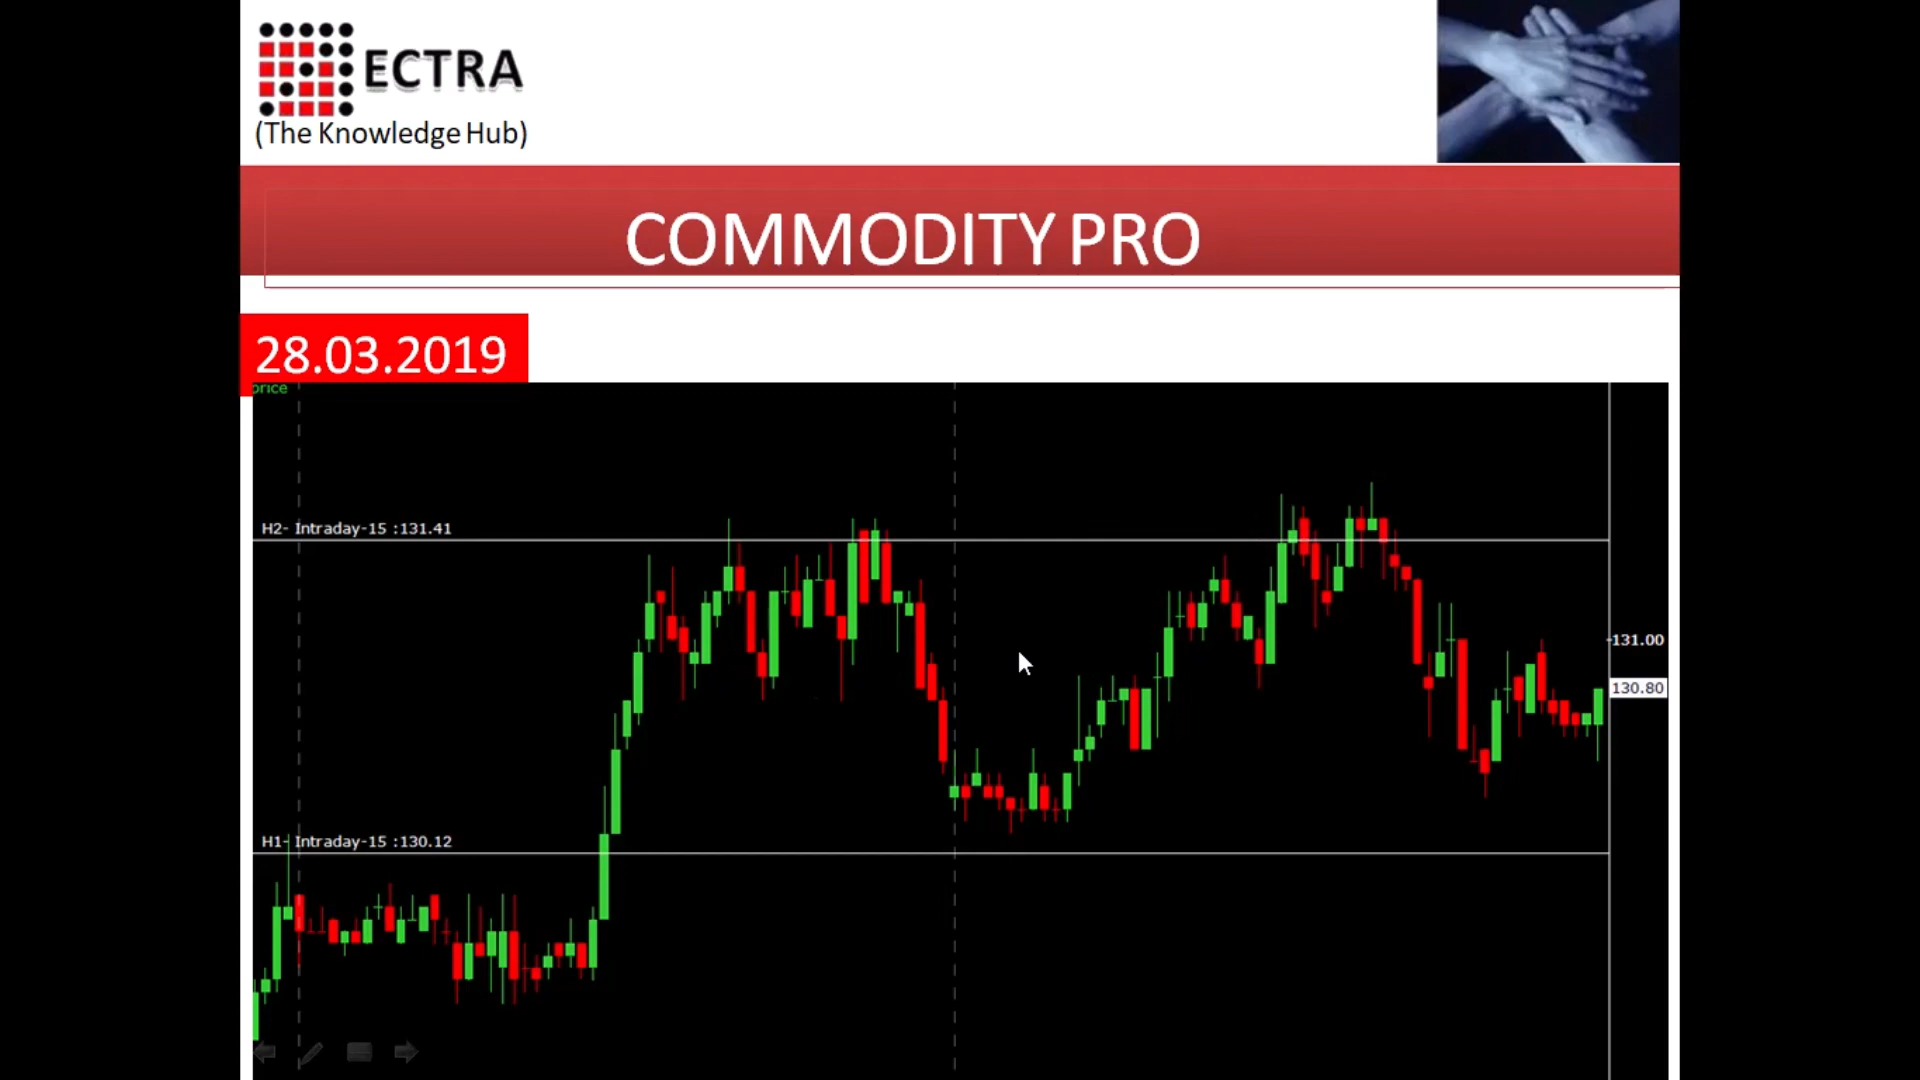 ECTRA
(The Knowledge Hub)
COMMODITY PRO
28.03.2019
price
H2- Intraday-15 :131.41
131.00
130.80
H1- Intraday-15 :130.12